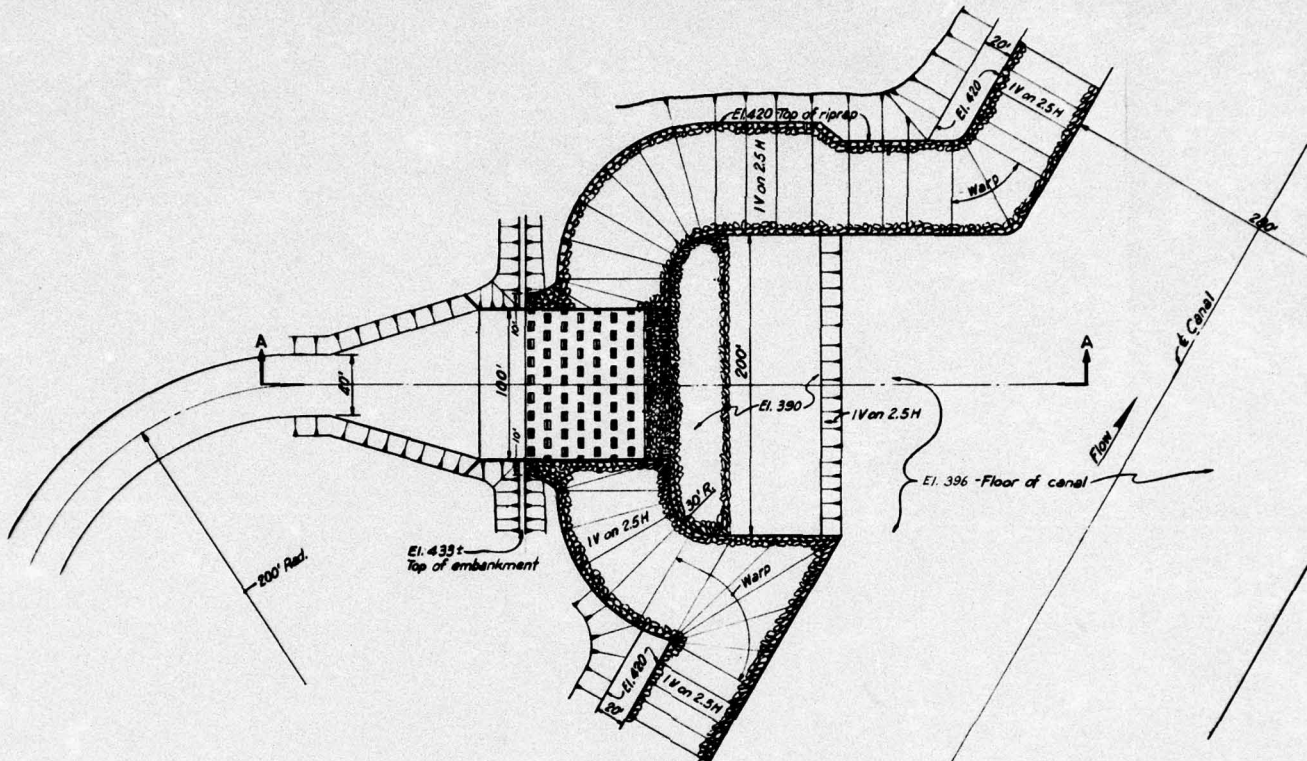 20'
El. 420
1V on 2.5H
El. 420 Top of riprap
1V on 2.5H
Warp
280'
℄ Canal
A
A
10'
40'
100'
200'
El. 390
1V on 2.5H
Flow
El. 396 - Floor of canal
10'
30' R.
1V on 2.5H
El. 433±
Top of embankment
200' Rad.
Warp
El. 420
1V on 2.5H
20'